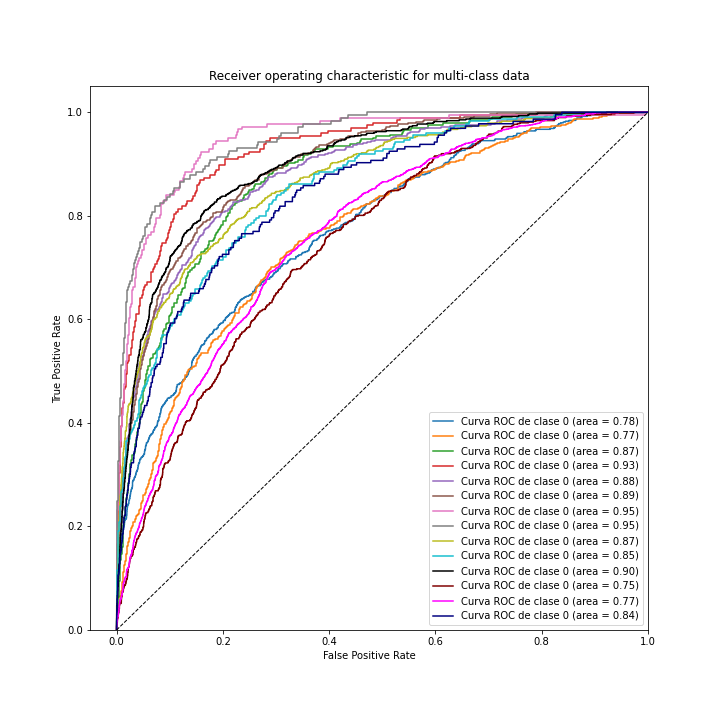 Receiver operating characteristic for multi-class data
True Positive Rate
1.0
0.8
0.6
0.4
0.2
0.0
Curva ROC de clase 0 (area = 0.78)
Curva ROC de clase 0 (area = 0.77)
Curva ROC de clase 0 (area = 0.87)
Curva ROC de clase 0 (area = 0.93)
Curva ROC de clase 0 (area = 0.88)
Curva ROC de clase 0 (area = 0.89)
Curva ROC de clase 0 (area = 0.95)
Curva ROC de clase 0 (area = 0.95)
Curva ROC de clase 0 (area = 0.87)
Curva ROC de clase 0 (area = 0.85)
Curva ROC de clase 0 (area = 0.90)
Curva ROC de clase 0 (area = 0.75)
Curva ROC de clase 0 (area = 0.77)
Curva ROC de clase 0 (area = 0.84)
0.0 0.2 0.4 0.6 0.8 1.0
False Positive Rate